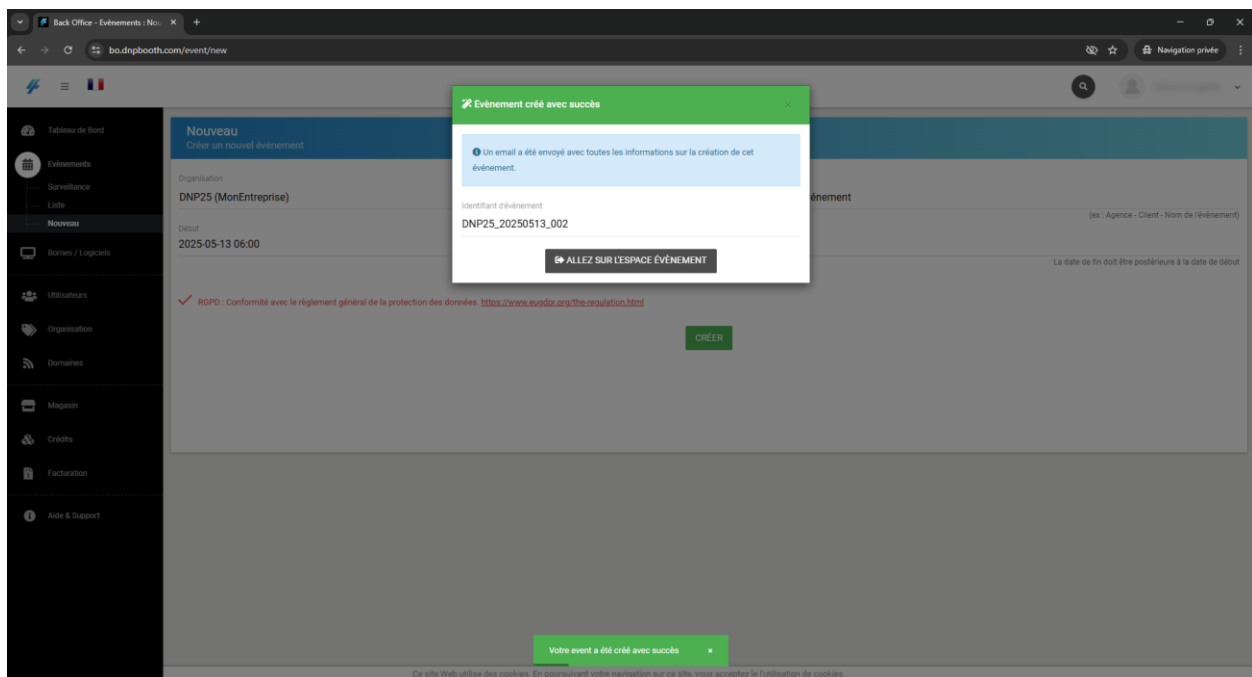 Back Office - Evènements : Nou
bo.dnpbooth.com/event/new
Navigation privée
Evènement créé avec succès
Un email a été envoyé avec toutes les informations sur la création de cet
événement.
Identifiant d'évènement
DNP25_20250513_002
ALLEZ SUR L'ESPACE ÉVÈNEMENT
Tableau de Bord
Evènements
Surveillance
Liste
Nouveau
Bornes / Logiciels
Utilisateurs
Organisation
Domaines
Magasin
Crédits
Facturation
Aide & Support
Nouveau
Créer un nouvel évènement
Organisation
DNP25 (MonEntreprise)
énement
(ex : Agence - Client - Nom de l'évènement)
Début
2025-05-13 06:00
La date de fin doit être postérieure à la date de début
RGPD : Conformité avec le règlement général de la protection des données. https://www.eugdpr.org/the-regulation.html
CRÉER
Votre event a été créé avec succès
Ce site Web utilise des cookies. En poursuivant votre navigation sur ce site, vous acceptez le l'utilisation de cookies...